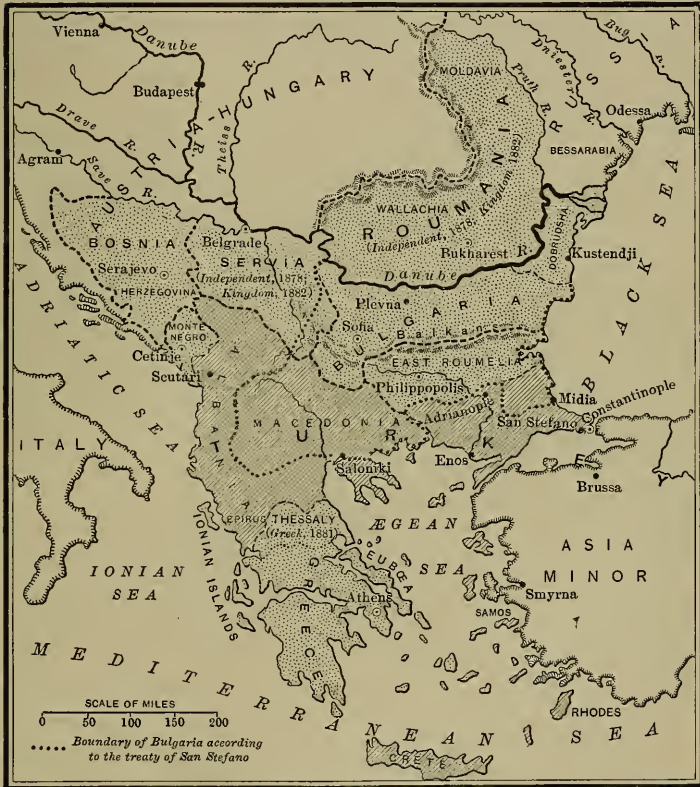 Vienna
Danube
Budapest
AUSTRIA-HUNGARY
Theiss R.
Drave R.
Agram
Save R.
MOLDAVIA
Pruth R.
Dniester R.
Bug R.
RUSSIA
Odessa
BESSARABIA
ROUMANIA
(Independent, 1878; Kingdom, 1882)
WALLACHIA
Bukharest
Danube R.
DOBRUDSHA
Kustendji
BLACK SEA
BOSNIA
Serajevo
HERZEGOVINA
Belgrade
SERVIA
(Independent, 1878;
Kingdom, 1882)
MONTE
NEGRO
Cetinje
Scutari
ADRIATIC SEA
Plevna
Sofia
BULGARIA
Balkans
EAST ROUMELIA
Philippopolis
Adrianople
Midia
Constantinople
San Stefano
Enos
ALBANIA
MACEDONIA
TURKEY
Saloniki
ITALY
EPIRUS
THESSALY
(Greek, 1881)
ÆGEAN
SEA
EUBŒA
GREECE
Athens
IONIAN ISLANDS
IONIAN
SEA
Brussa
ASIA
MINOR
Smyrna
SAMOS
RHODES
CRETE
MEDITERRANEAN SEA
SCALE OF MILES
0 50 100 150 200
..... Boundary of Bulgaria according
to the treaty of San Stefano